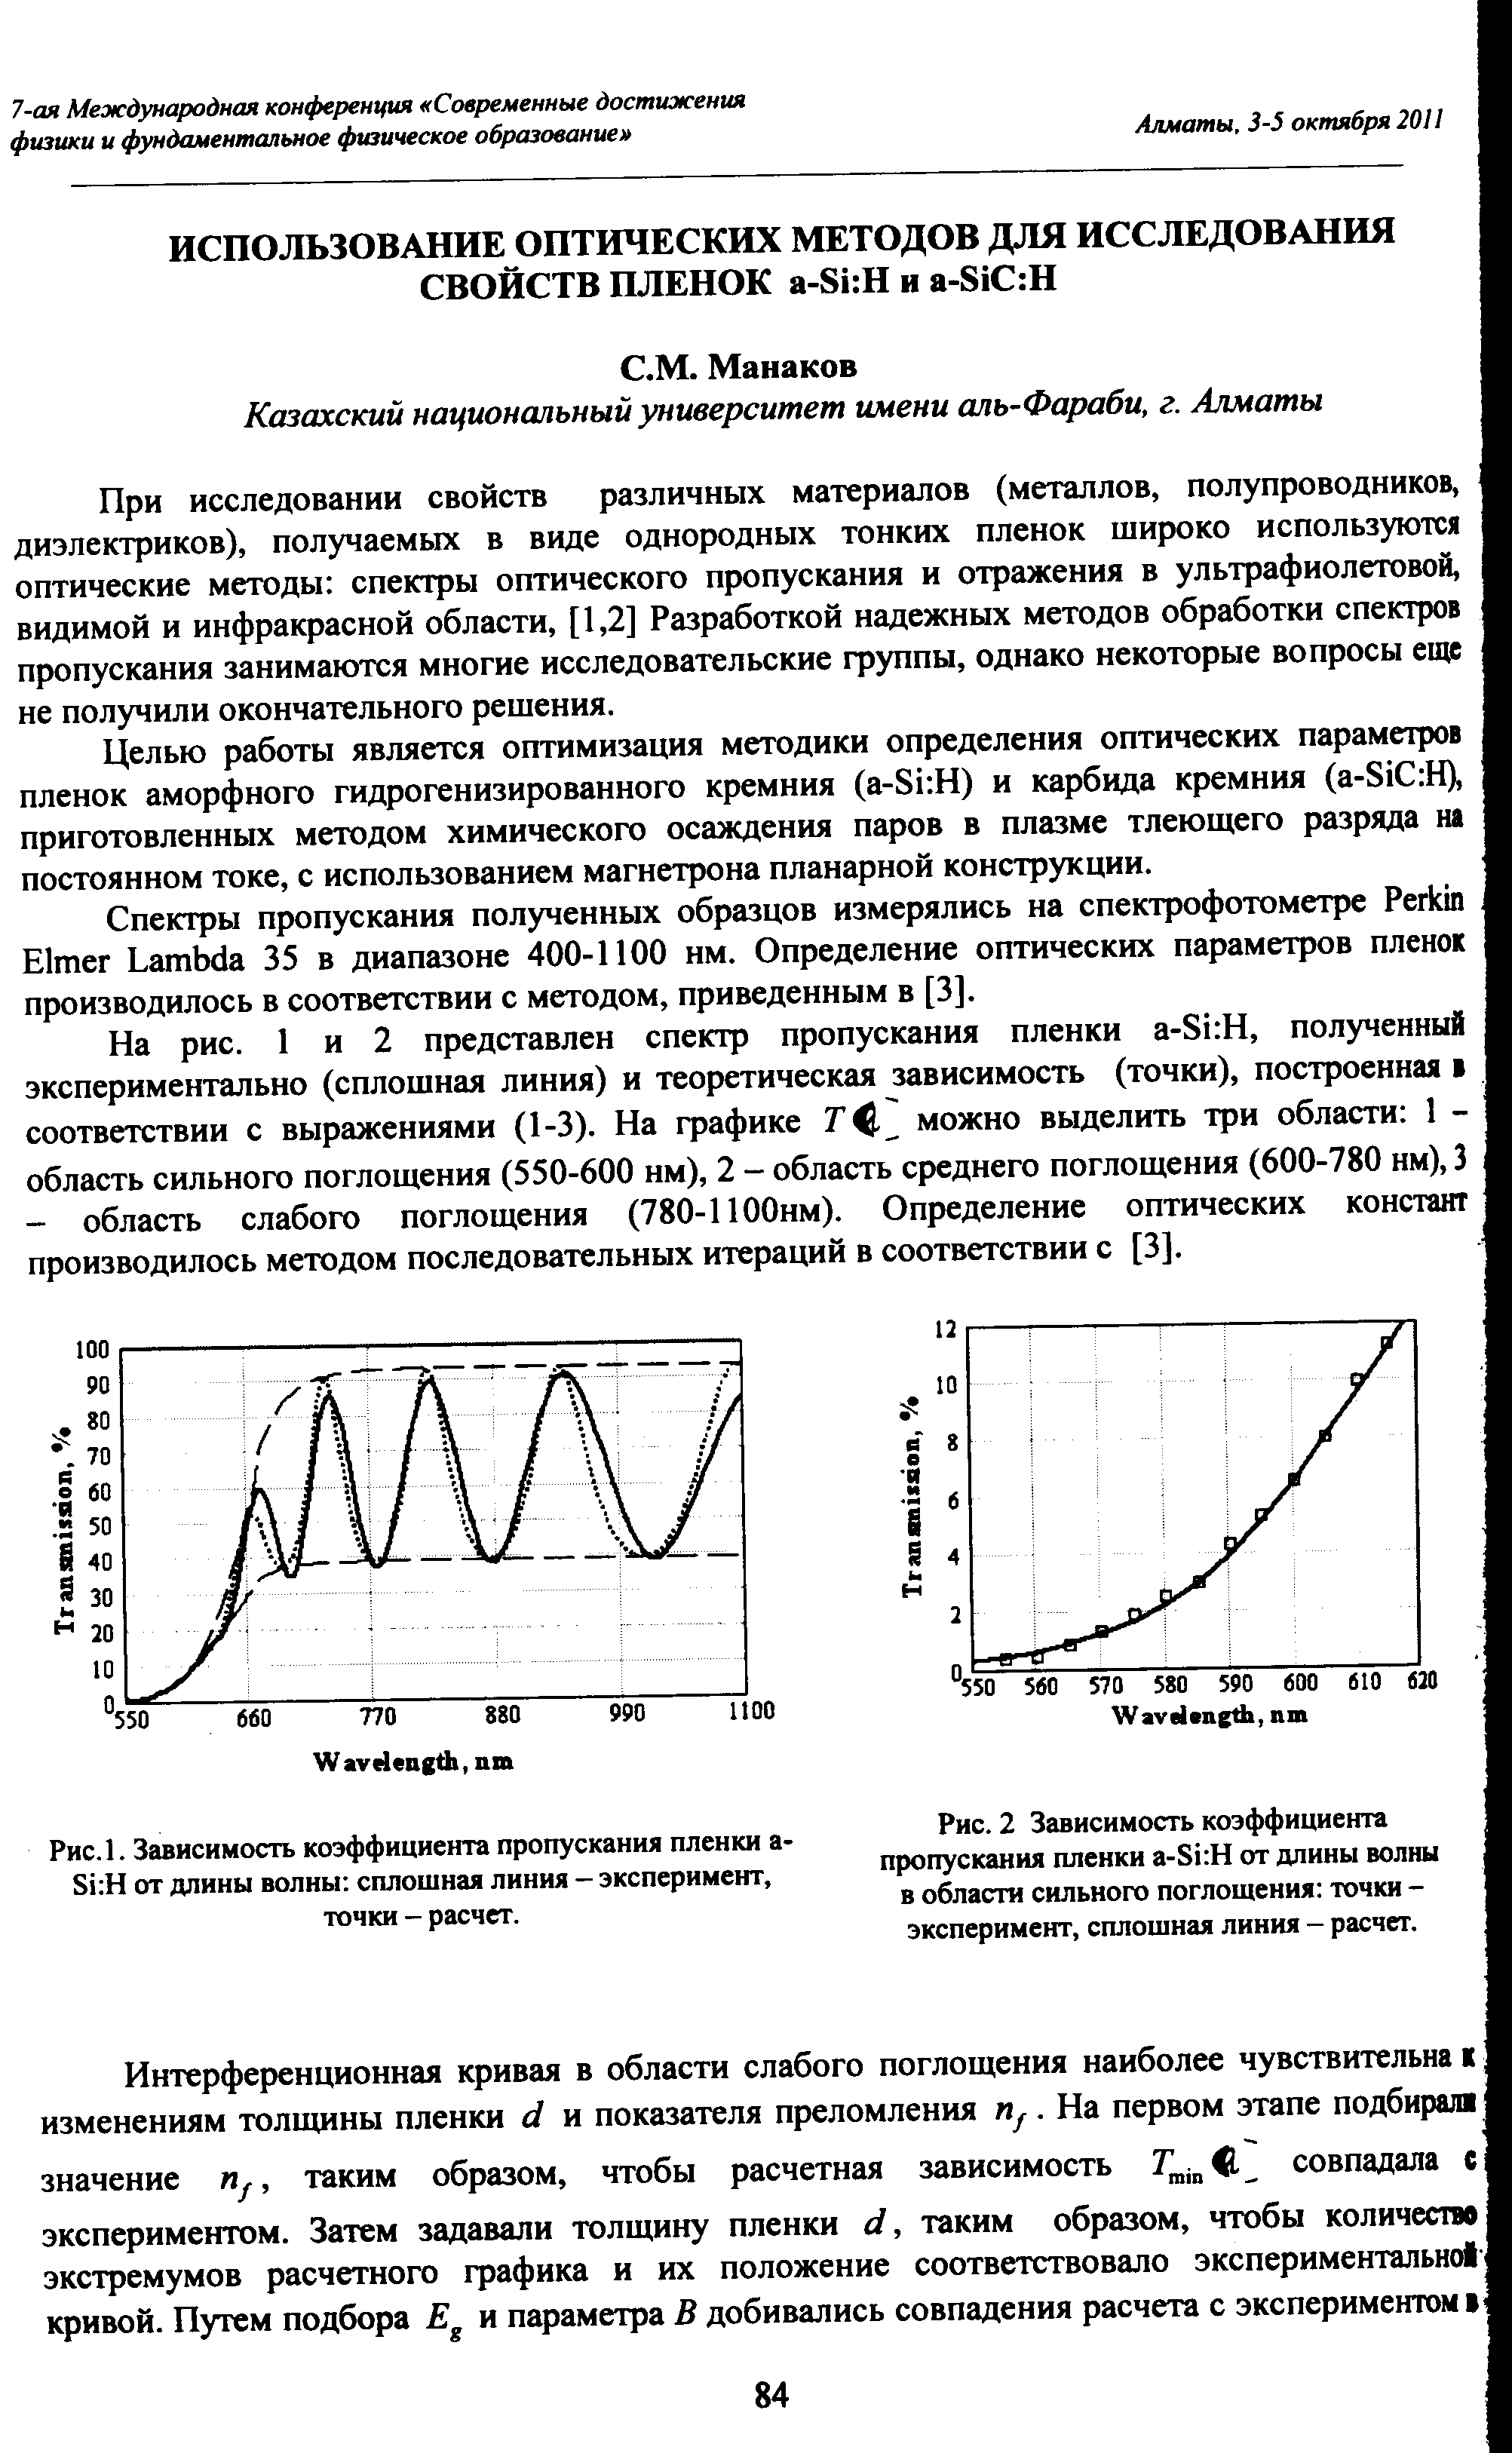 7-ая Международная конференция «Современные достижения
физики и фундаментальное физическое образование»
Алматы, 3-5 октября 2011
ИСПОЛЬЗОВАНИЕ ОПТИЧЕСКИХ МЕТОДОВ ДЛЯ ИССЛЕДОВАНИЯ
СВОЙСТВ ПЛЕНОК a-Si:H и a-SiC:H
С.М. Манаков
Казахский национальный университет имени аль-Фараби, г. Алматы
При исследовании свойств различных материалов (металлов, полупроводников,
диэлектриков), получаемых в виде однородных тонких пленок широко используются
оптические методы: спектры оптического пропускания и отражения в ультрафиолетовой,
видимой и инфракрасной области, [1,2] Разработкой надежных методов обработки спектров
пропускания занимаются многие исследовательские группы, однако некоторые вопросы еще
не получили окончательного решения.
Целью работы является оптимизация методики определения оптических параметров
пленок аморфного гидрогенизированного кремния (a-Si:H) и карбида кремния (a-SiC:H),
приготовленных методом химического осаждения паров в плазме тлеющего разряда на
постоянном токе, с использованием магнетрона планарной конструкции.
Спектры пропускания полученных образцов измерялись на спектрофотометре Perkin
Elmer Lambda 35 в диапазоне 400-1100 нм. Определение оптических параметров пленок
производилось в соответствии с методом, приведенным в [3].
На рис. 1 и 2 представлен спектр пропускания пленки a-Si:H, полученный
экспериментально (сплошная линия) и теоретическая зависимость (точки), построенная в
соответствии с выражениями (1-3). На графике T можно выделить три области: 1 -
область сильного поглощения (550-600 нм), 2 – область среднего поглощения (600-780 нм), 3
– область слабого поглощения (780-1100нм). Определение оптических констант
производилось методом последовательных итераций в соответствии с [3].
100
90
80
70
60
50
40
30
20
10
0
Transmission, %
550 660 770 880 990 1100
Wavelength, nm
12
10
8
6
4
2
0
Transmission, %
550 560 570 580 590 600 610 620
Wavelength, nm
Рис.1. Зависимость коэффициента пропускания пленки a-
Si:H от длины волны: сплошная линия – эксперимент,
точки – расчет.
Рис. 2 Зависимость коэффициента
пропускания пленки a-Si:H от длины волны
в области сильного поглощения: точки –
эксперимент, сплошная линия – расчет.
Интерференционная кривая в области слабого поглощения наиболее чувствительна к
изменениям толщины пленки d и показателя преломления n_f . На первом этапе подбирали
значение n_f , таким образом, чтобы расчетная зависимость T_min совпадала с
экспериментом. Затем задавали толщину пленки d , таким образом, чтобы количество
экстремумов расчетного графика и их положение соответствовало экспериментальной
кривой. Путем подбора E_g и параметра B добивались совпадения расчета с экспериментом в
84